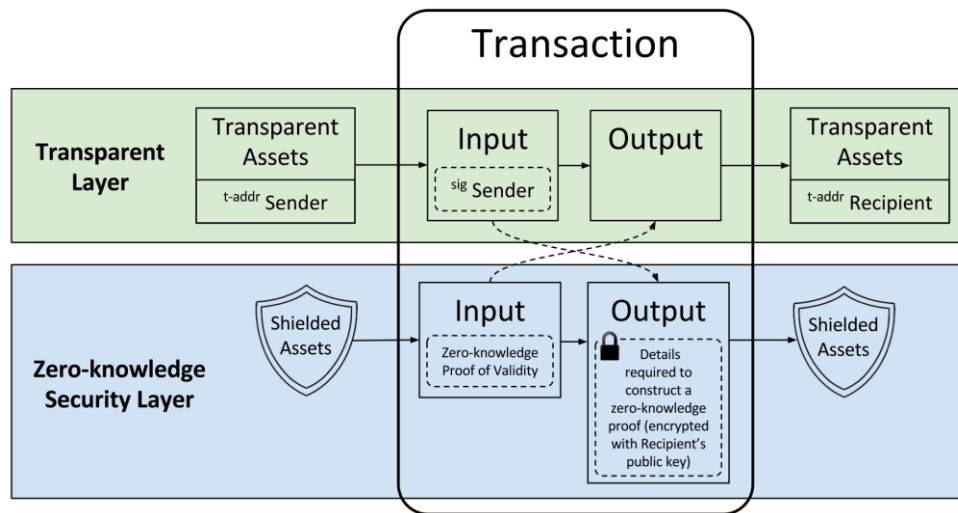 Transaction
Transparent
Layer
Transparent
Assets
t-addr Sender
Input
sig Sender
Output
Transparent
Assets
t-addr Recipient
Zero-knowledge
Security Layer
Shielded
Assets
Input
Zero-knowledge
Proof of Validity
Output
Details
required to
construct a
zero-knowledge
proof (encrypted
with Recipient's
public key)
Shielded
Assets